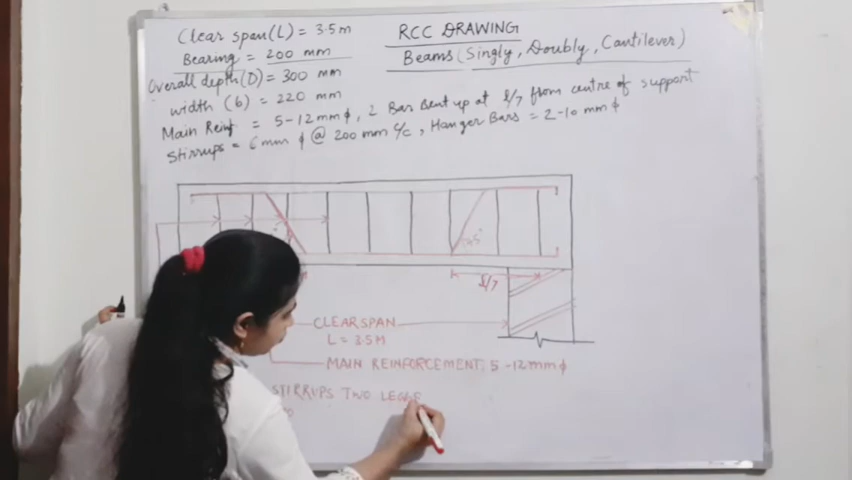 Clear span(L) = 3.5m
Bearing = 200 mm
Overall depth(D) = 300 mm
width (b) = 220 mm
Main Reinf = 5-12mm ϕ, 2 Bar bent up at l/7 from centre of support
Stirrups = 6mm ϕ @ 200 mm c/c, Hanger Bars = 2-10 mm ϕ
RCC DRAWING
Beams (Singly, Doubly, Cantilever)
45°
l/7
CLEAR SPAN
L = 3.5M
MAIN REINFORCEMENT: 5-12mm ϕ
STIRRUPS TWO LEGGE